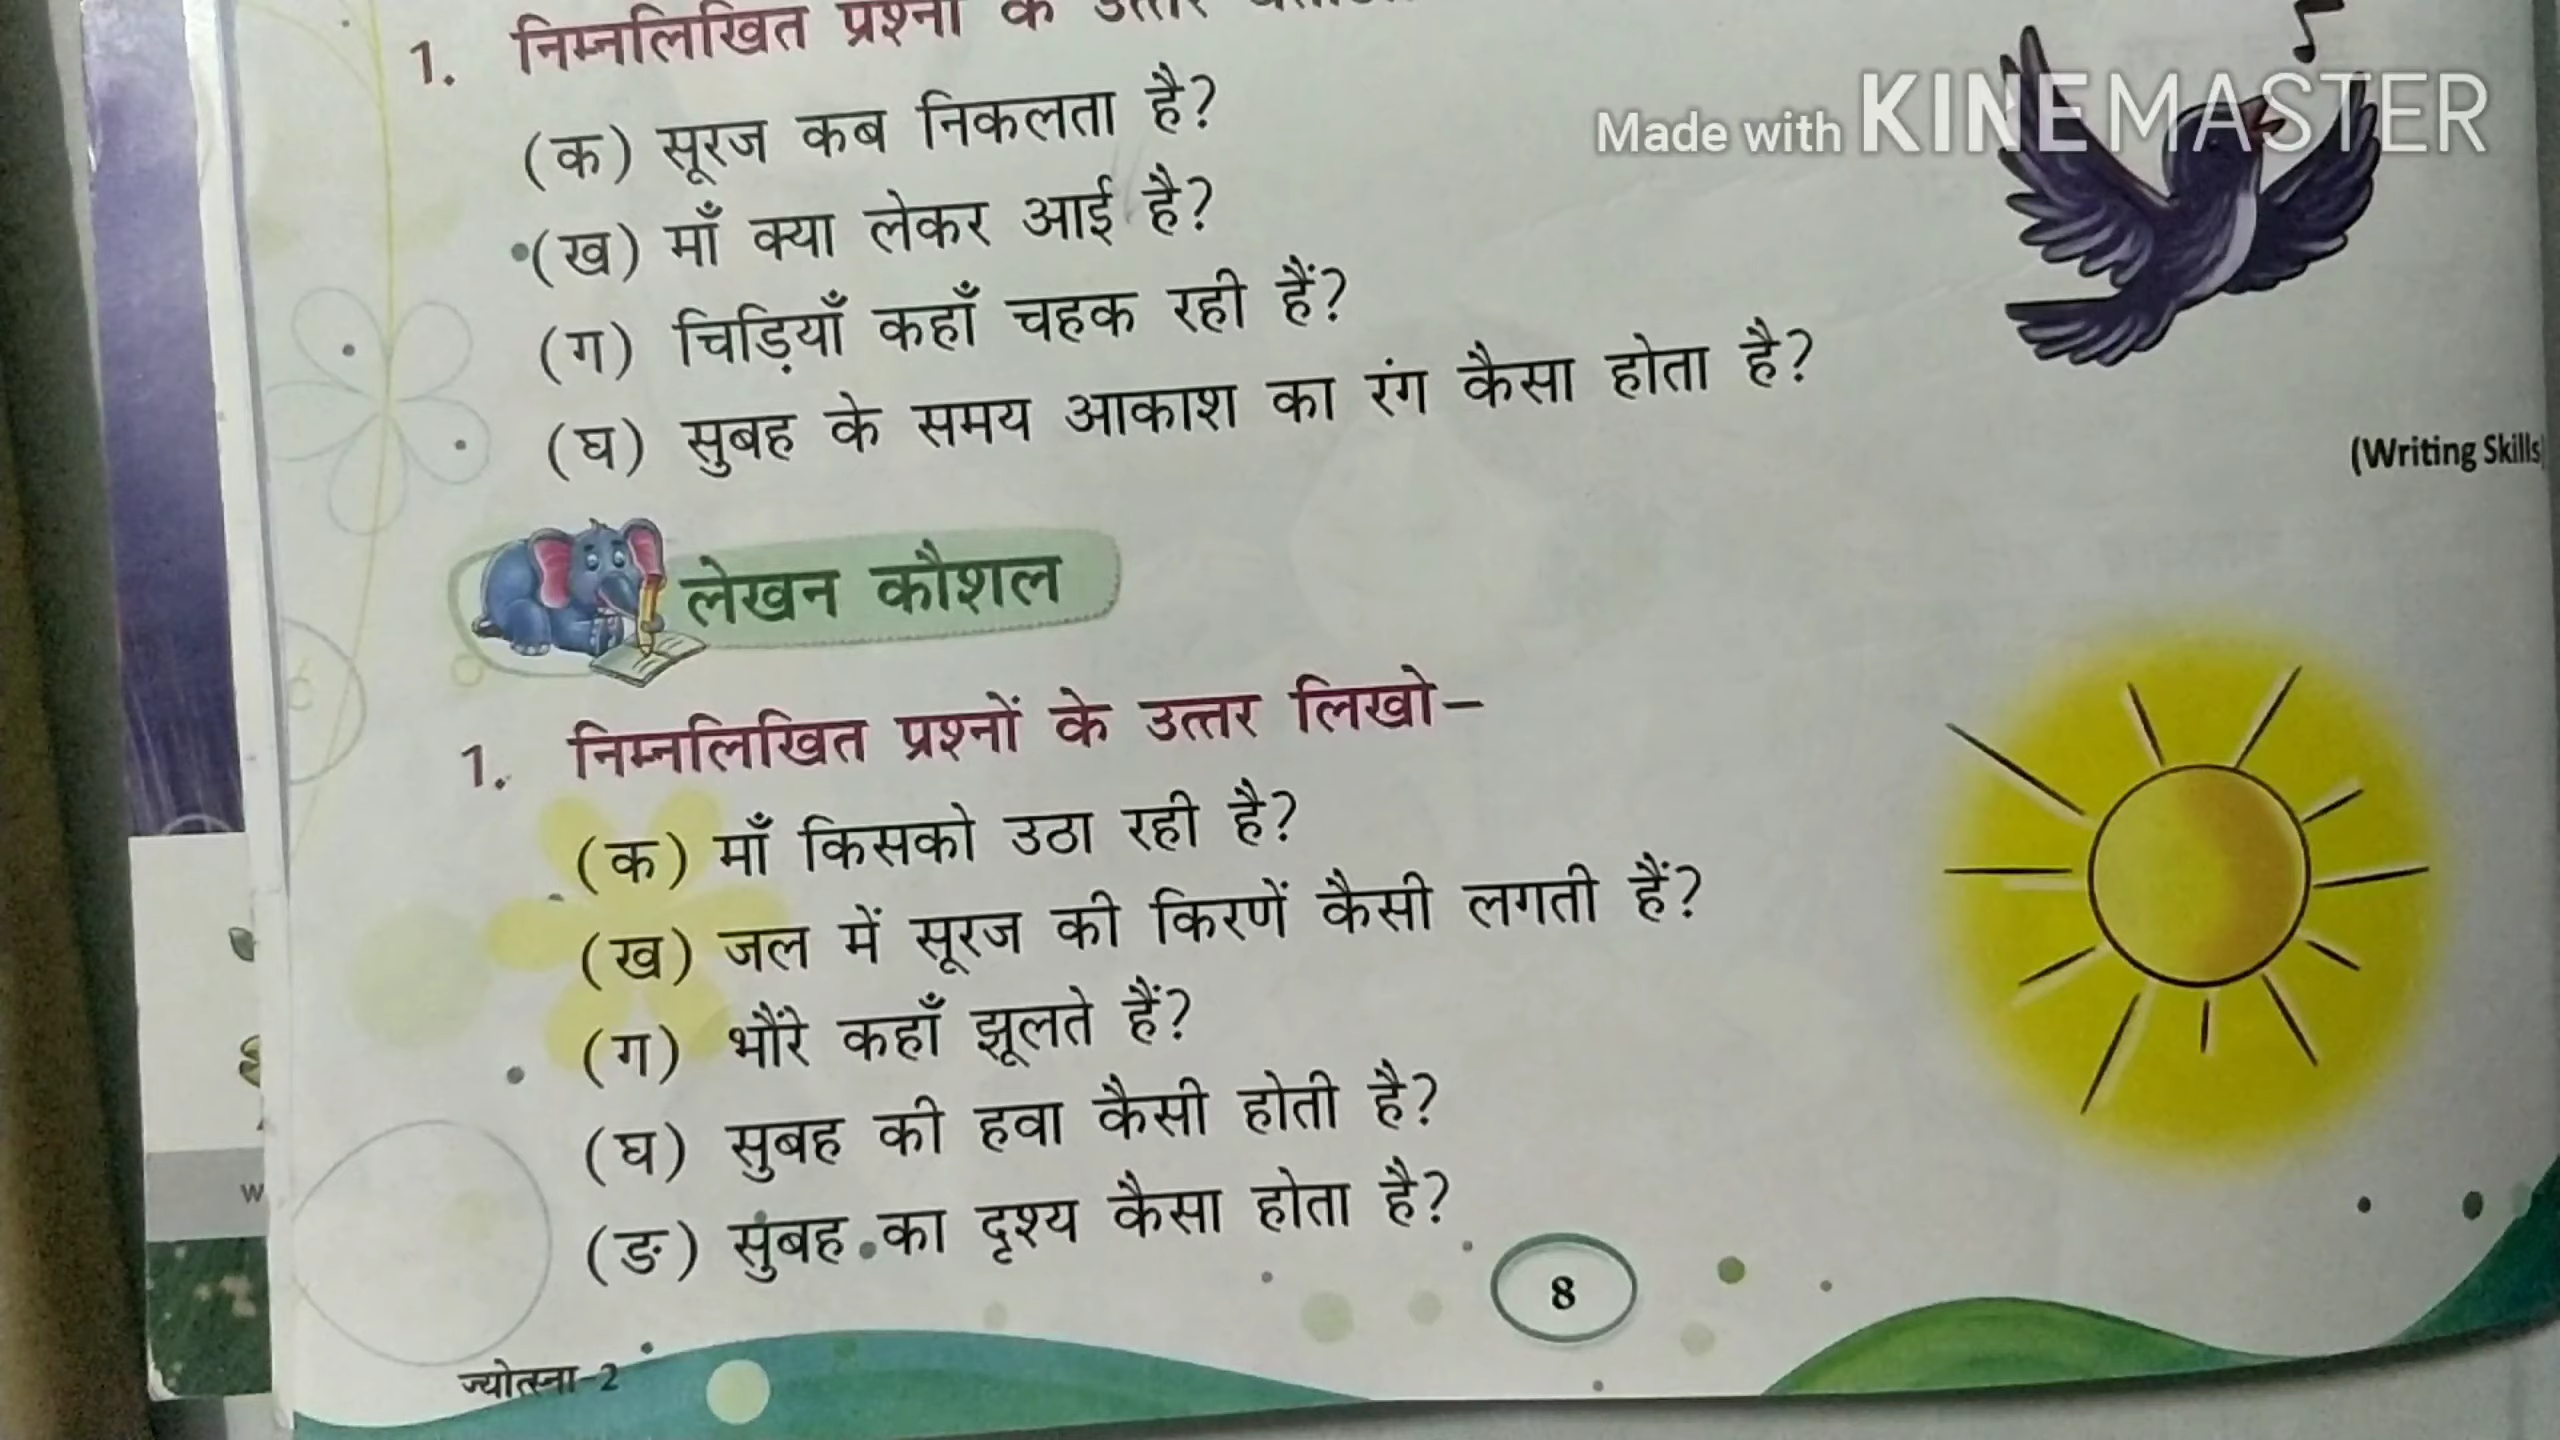 1. निम्नलिखित प्रश्नों के उत्तर
Made with KINEMASTER
(क) सूरज कब निकलता है?
(ख) माँ क्या लेकर आई है?
(ग) चिड़ियाँ कहाँ चहक रही हैं?
(घ) सुबह के समय आकाश का रंग कैसा होता है?
(Writing Skills)
लेखन कौशल
1. निम्नलिखित प्रश्नों के उत्तर लिखो–
(क) माँ किसको उठा रही है?
(ख) जल में सूरज की किरणें कैसी लगती हैं?
(ग) भौंरे कहाँ झूलते हैं?
(घ) सुबह की हवा कैसी होती है?
(ङ) सुबह का दृश्य कैसा होता है?
8
ज्योत्स्ना-2